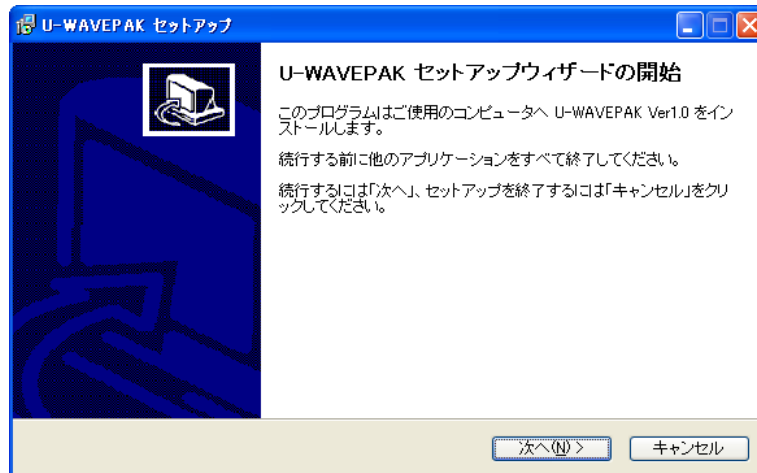 U-WAVEPAK セットアップ
U-WAVEPAK セットアップウィザードの開始
このプログラムはご使用のコンピュータへ U-WAVEPAK Ver1.0 をイン
ストールします。
続行する前に他のアプリケーションをすべて終了してください。
続行するには「次へ」、セットアップを終了するには「キャンセル」をクリ
ックしてください。
次へ(N) >
キャンセル